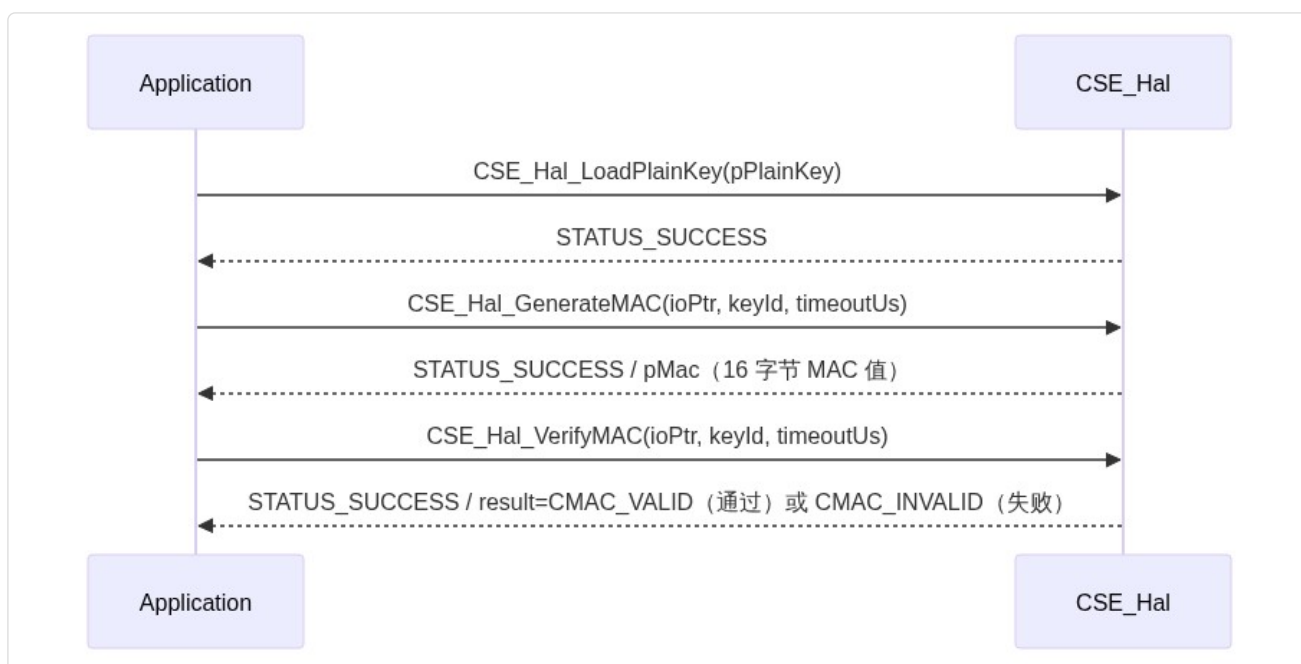 Application
CSE_Hal
CSE_Hal_LoadPlainKey(pPlainKey)
STATUS_SUCCESS
CSE_Hal_GenerateMAC(ioPtr, keyId, timeoutUs)
STATUS_SUCCESS / pMac（16 字节 MAC 值）
CSE_Hal_VerifyMAC(ioPtr, keyId, timeoutUs)
STATUS_SUCCESS / result=CMAC_VALID（通过）或 CMAC_INVALID（失败）
Application
CSE_Hal